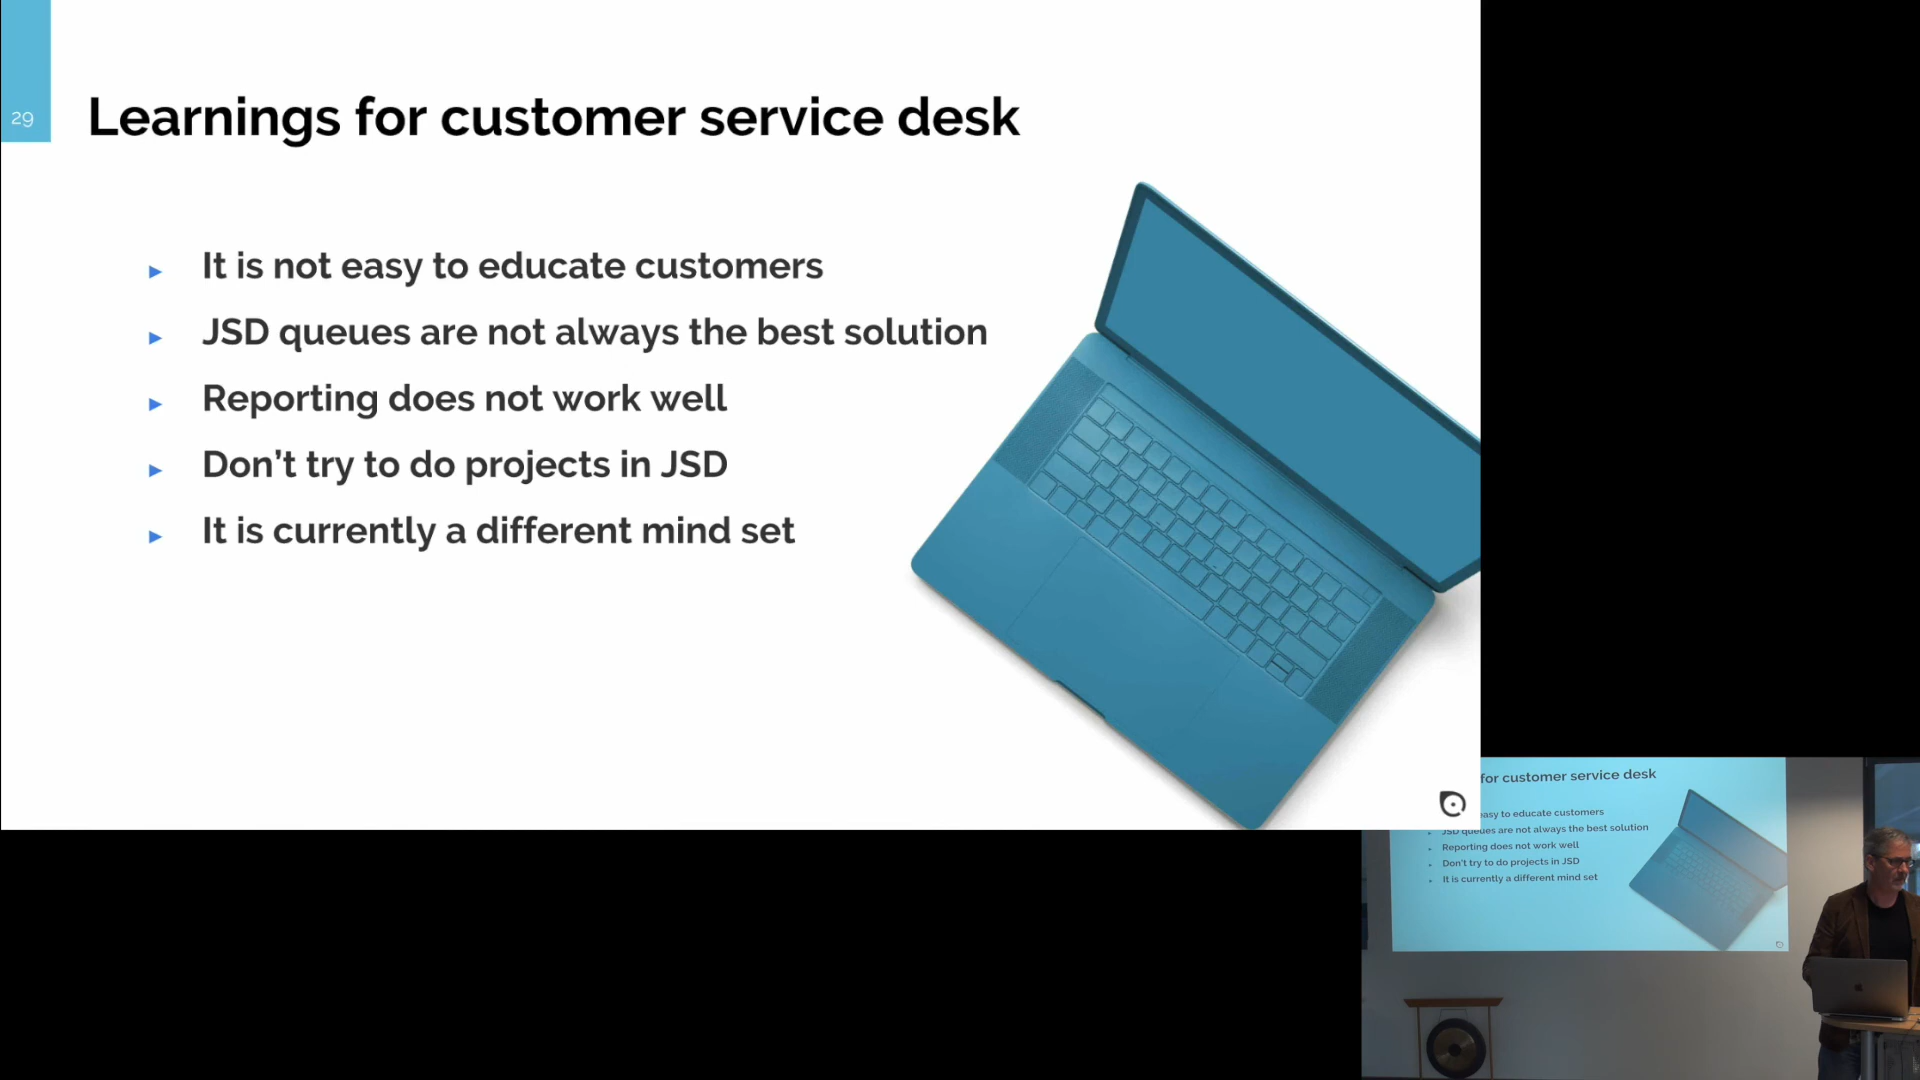 29
Learnings for customer service desk
► It is not easy to educate customers
► JSD queues are not always the best solution
► Reporting does not work well
► Don’t try to do projects in JSD
► It is currently a different mind set
for customer service desk
easy to educate customers
JSD queues are not always the best solution
Reporting does not work well
Don't try to do projects in JSD
It is currently a different mind set